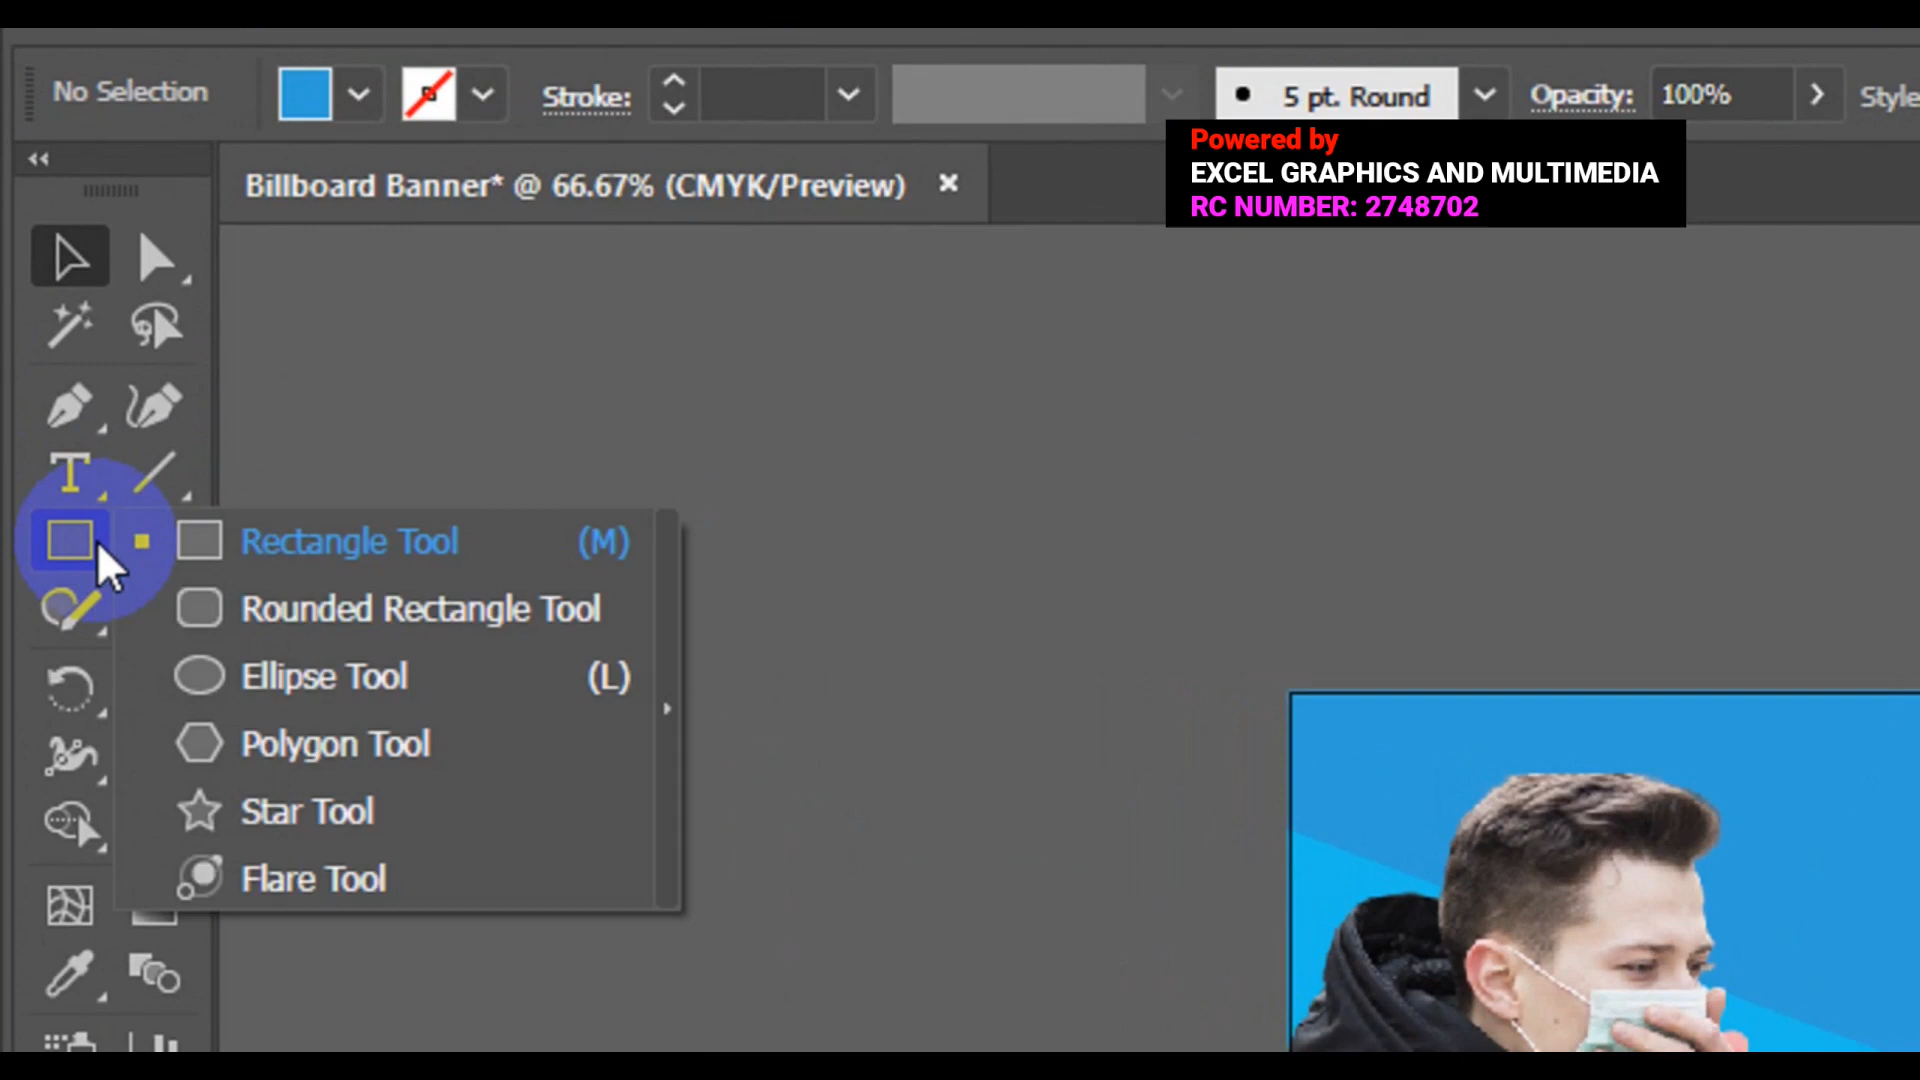 No Selection
Stroke:
5 pt. Round
Opacity:
100%
Style
Powered by
EXCEL GRAPHICS AND MULTIMEDIA
RC NUMBER: 2748702
Billboard Banner* @ 66.67% (CMYK/Preview)
Rectangle Tool (M)
Rounded Rectangle Tool
Ellipse Tool (L)
Polygon Tool
Star Tool
Flare Tool